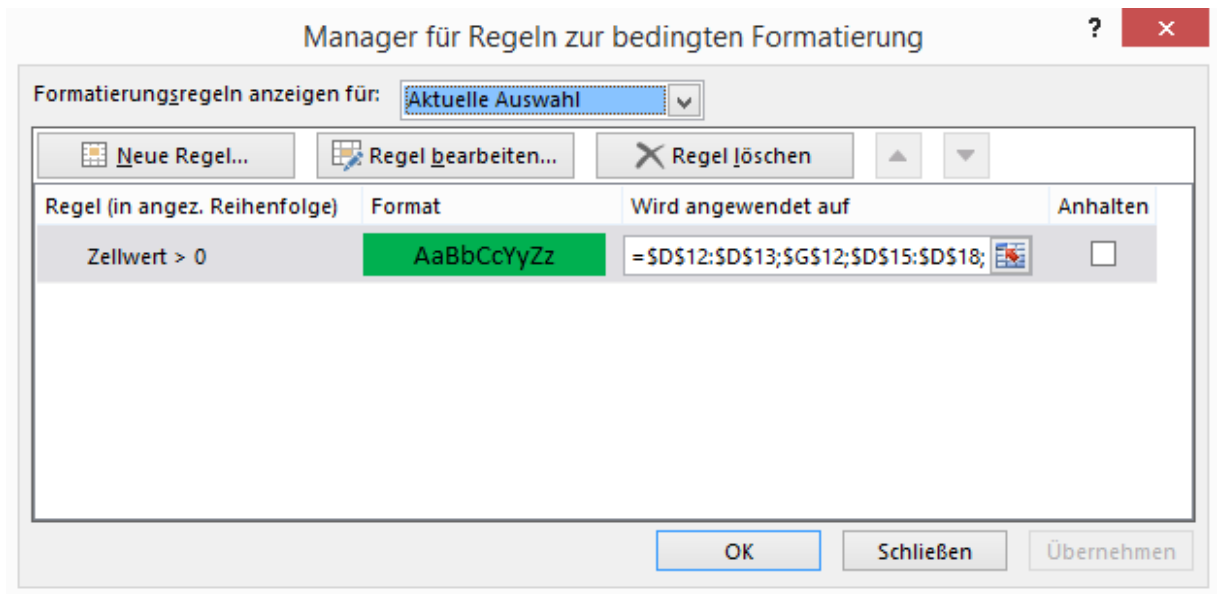 Manager für Regeln zur bedingten Formatierung ? ×
Formatierungsregeln anzeigen für: Aktuelle Auswahl
Neue Regel... Regel bearbeiten... Regel löschen
Regel (in angez. Reihenfolge) Format Wird angewendet auf Anhalten
Zellwert > 0 AaBbCcYyZz =$D$12:$D$13;$G$12;$D$15:$D$18;
OK Schließen Übernehmen